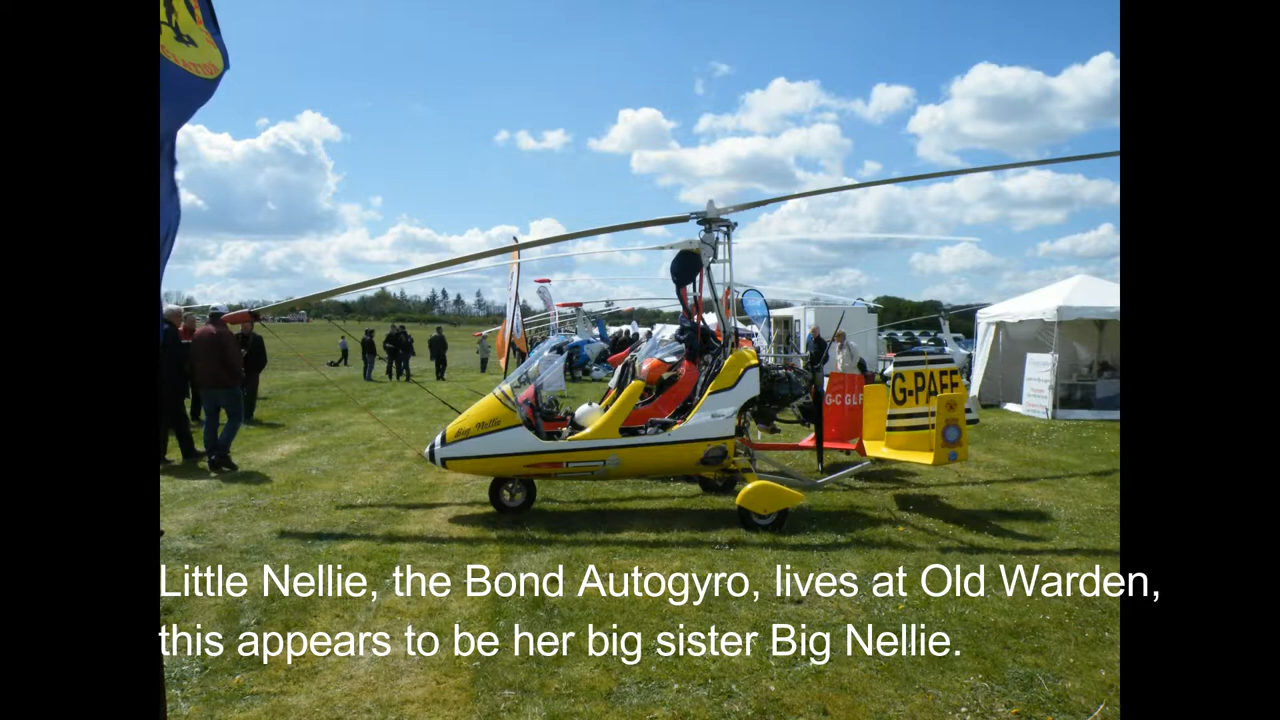 STATION
Big Nellie
G-PAFF
Little Nellie, the Bond Autogyro, lives at Old Warden,
this appears to be her big sister Big Nellie.